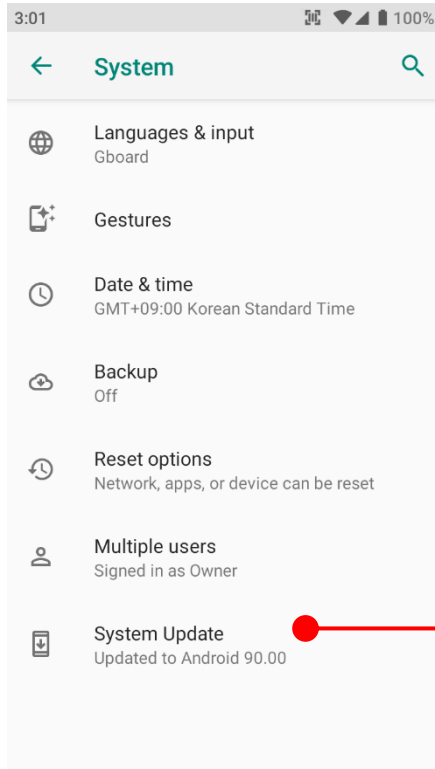 3:01
100%
System
Languages & input
Gboard
Gestures
Date & time
GMT+09:00 Korean Standard Time
Backup
Off
Reset options
Network, apps, or device can be reset
Multiple users
Signed in as Owner
System Update
Updated to Android 90.00